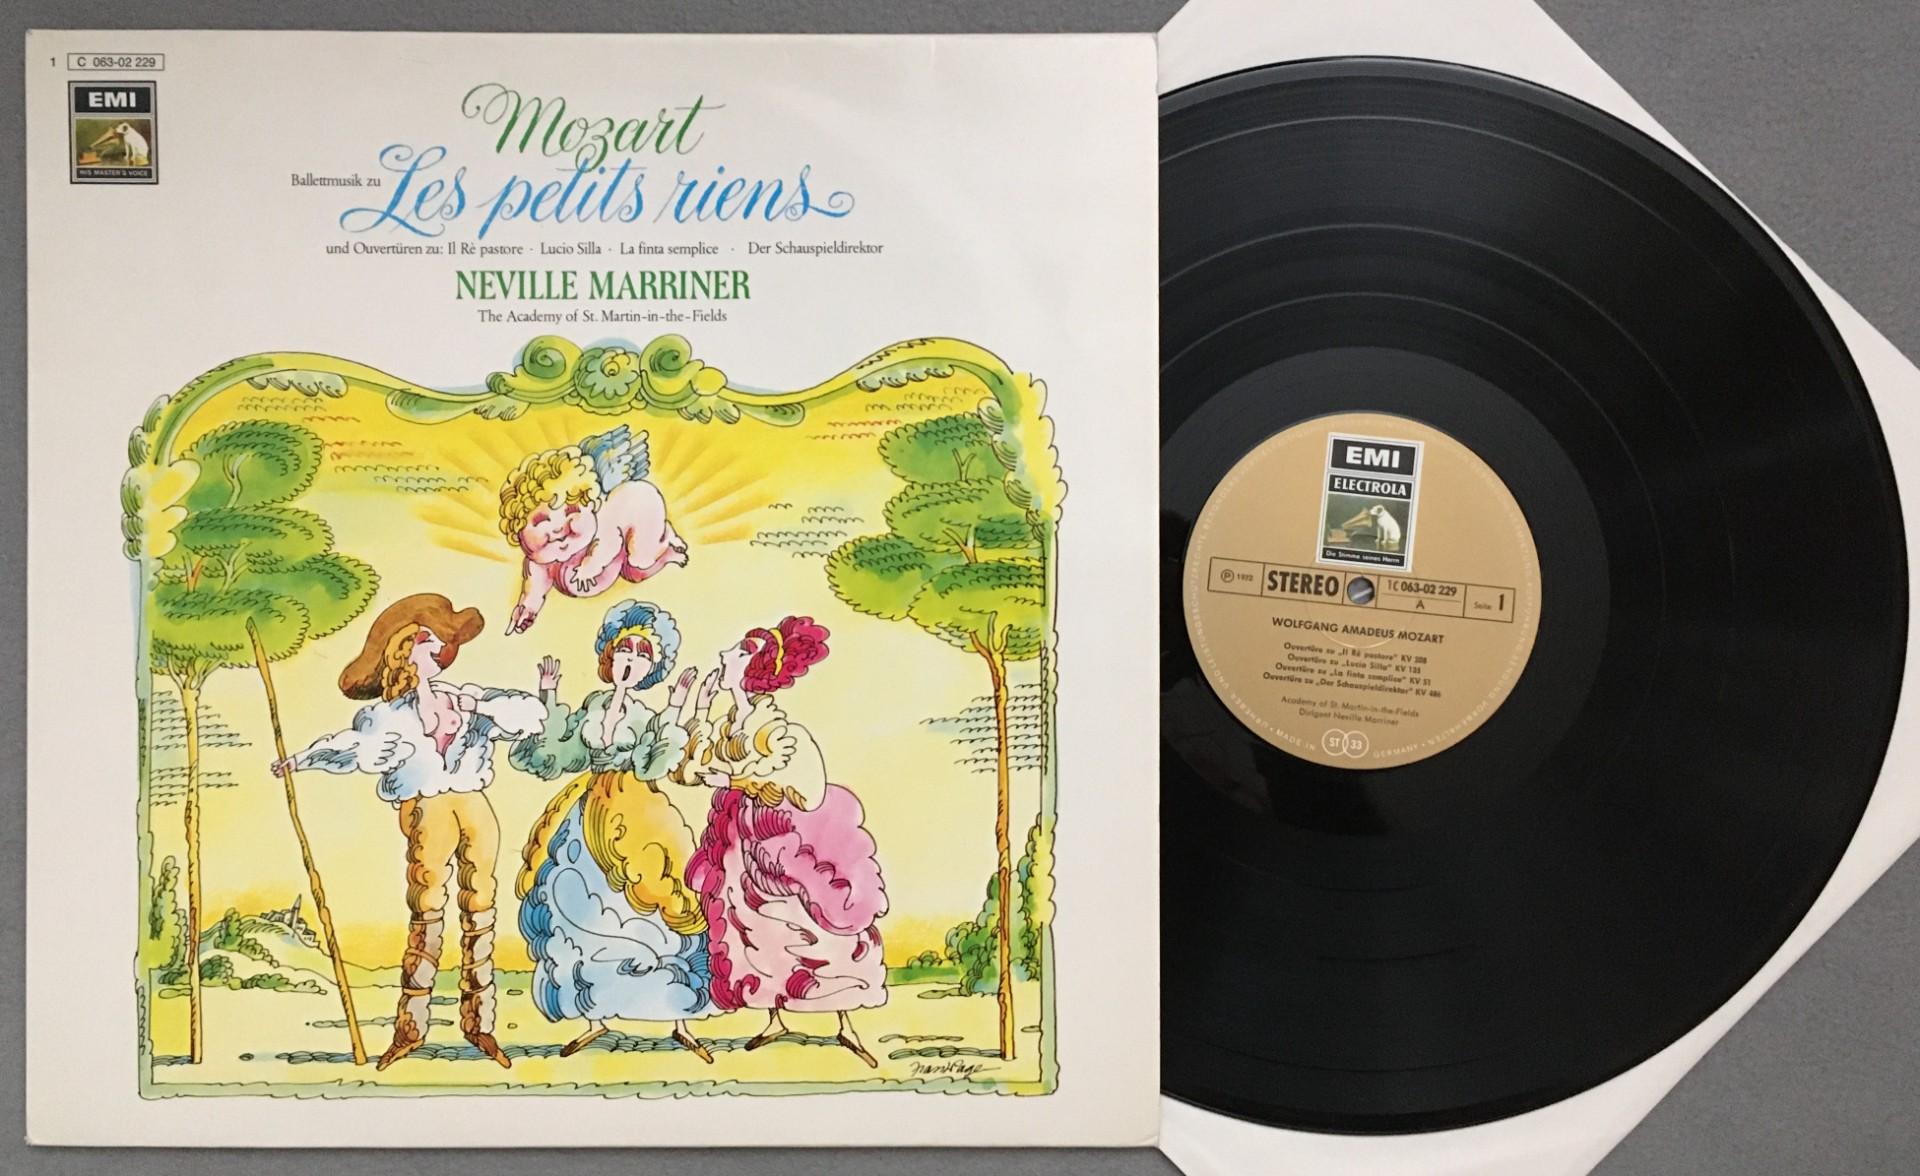 1 C 063-02 229
EMI
HIS MASTER'S VOICE
Mozart
Ballettmusik zu Les petits riens
und Ouvertüren zu: Il Rè pastore · Lucio Silla · La finta semplice · Der Schauspieldirektor
NEVILLE MARRINER
The Academy of St. Martin-in-the-Fields
EMI
ELECTROLA
Die Stimme seines Herrn
℗ 1972 STEREO 1C 063-02 229
A
Seite 1
WOLFGANG AMADEUS MOZART
Ouvertüre zu „Il Rè pastore" KV 208
Ouvertüre zu „Lucio Silla" KV 135
Ouvertüre zu „La finta semplice" KV 51
Ouvertüre zu „Der Schauspieldirektor" KV 486
Academy of St. Martin-in-the-Fields
Dirigent Neville Marriner
MADE IN ST 33 GERMANY